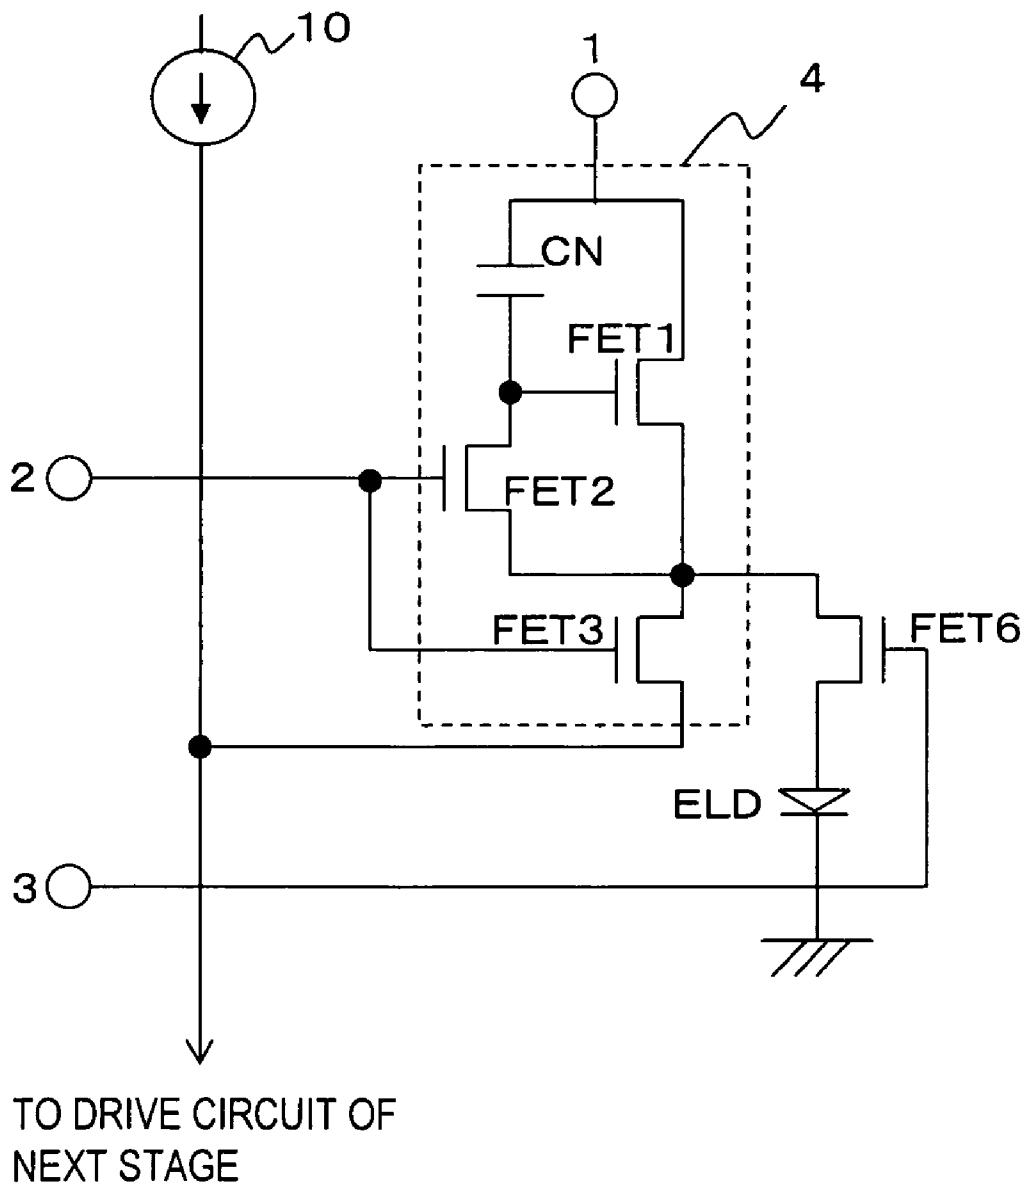 10
1
4
CN
FET1
2
FET2
FET3
FET6
ELD
3
TO DRIVE CIRCUIT OF
NEXT STAGE